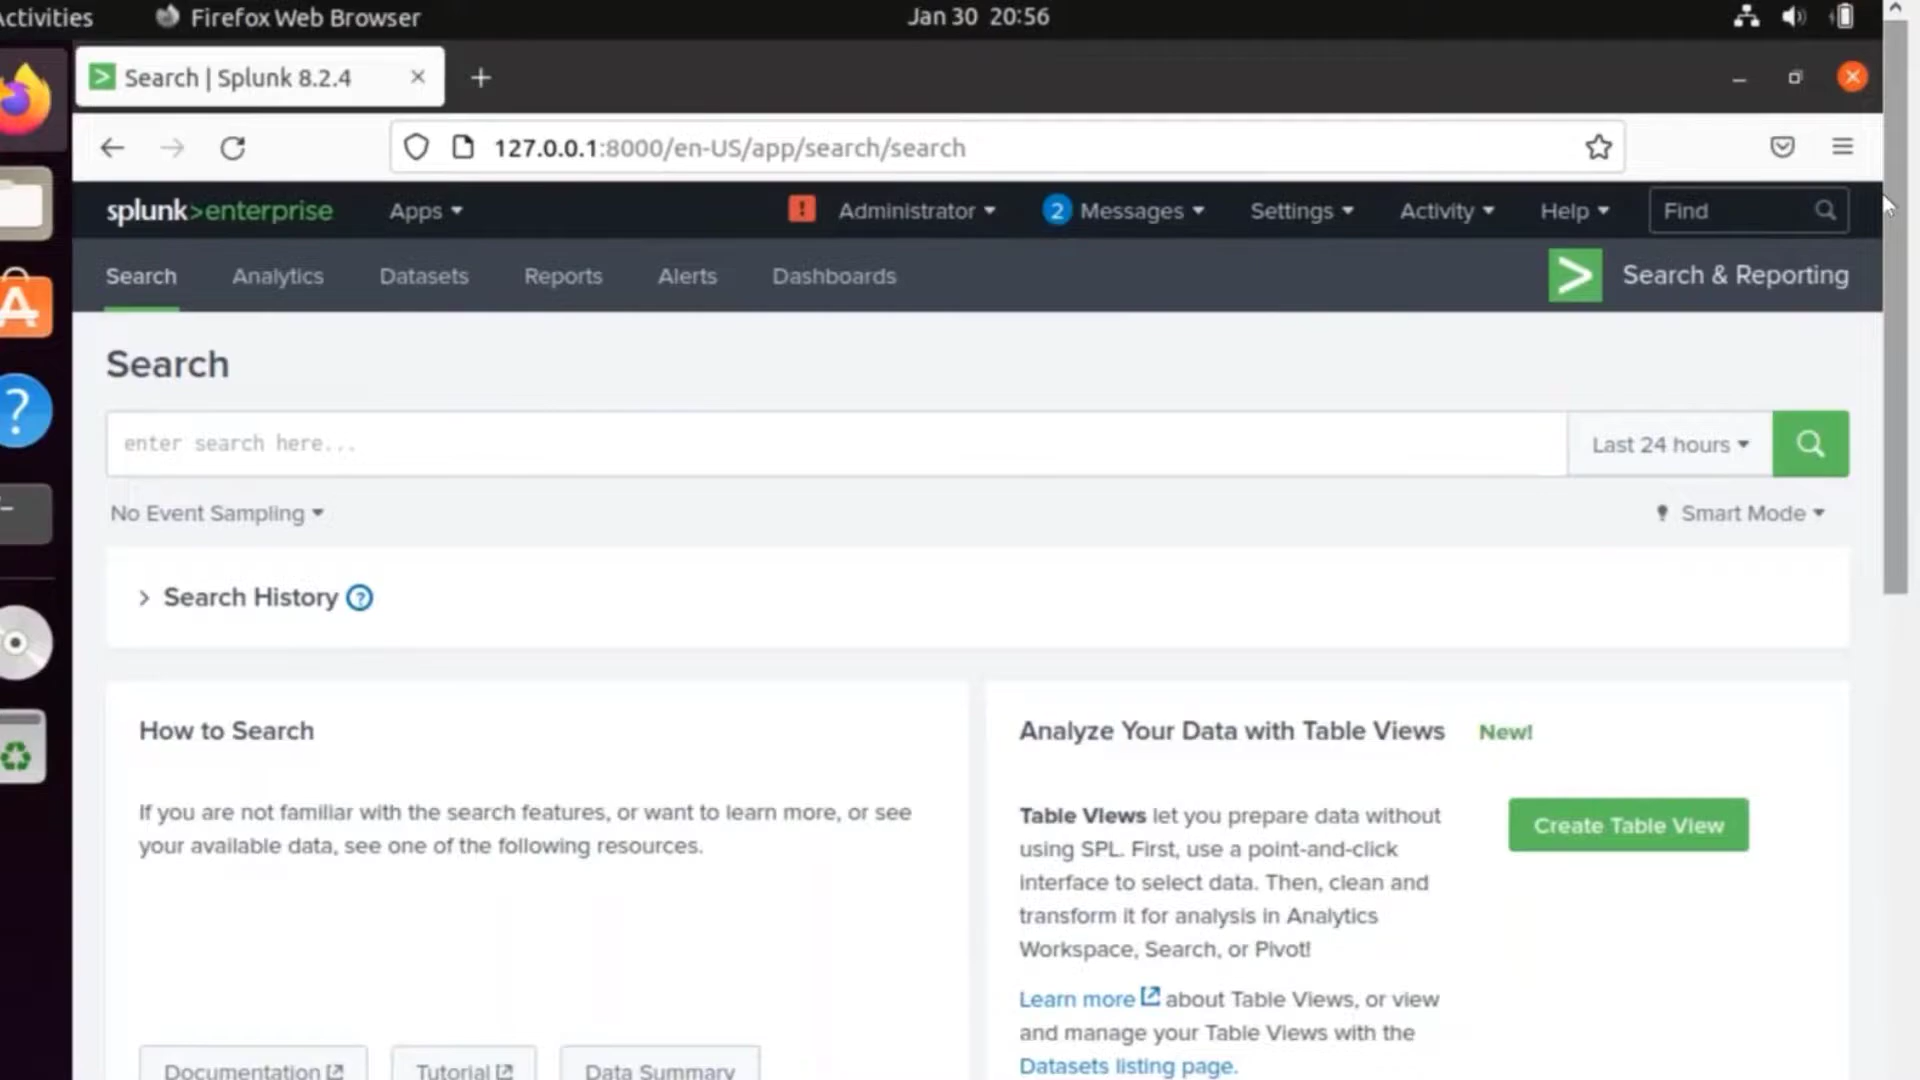 Activities Firefox Web Browser Jan 30 20:56
Search | Splunk 8.2.4
127.0.0.1:8000/en-US/app/search/search
splunk>enterprise Apps ! Administrator 2 Messages Settings Activity Help Find
Search Analytics Datasets Reports Alerts Dashboards Search & Reporting
Search
enter search here... Last 24 hours
No Event Sampling Smart Mode
Search History ?
How to Search
If you are not familiar with the search features, or want to learn more, or see
your available data, see one of the following resources.
Documentation Tutorial Data Summary
Analyze Your Data with Table Views New!
Table Views let you prepare data without
using SPL. First, use a point-and-click
interface to select data. Then, clean and
transform it for analysis in Analytics
Workspace, Search, or Pivot!
Create Table View
Learn more about Table Views, or view
and manage your Table Views with the
Datasets listing page.